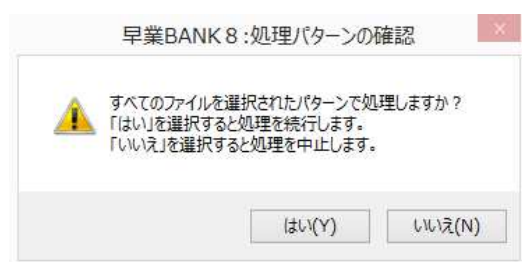 早業BANK８:処理パターンの確認
すべてのファイルを選択されたパターンで処理しますか？
「はい」を選択すると処理を続行します。
「いいえ」を選択すると処理を中止します。
はい(Y)
いいえ(N)